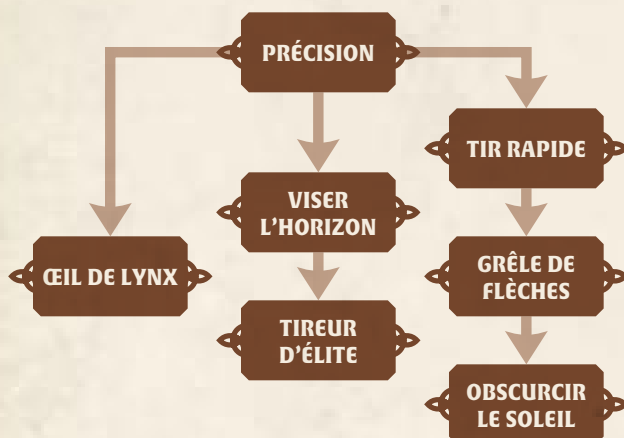 PRÉCISION
TIR RAPIDE
VISER
L'HORIZON
ŒIL DE LYNX
GRÊLE DE
FLÈCHES
TIREUR
D'ÉLITE
OBSCURCIR
LE SOLEIL